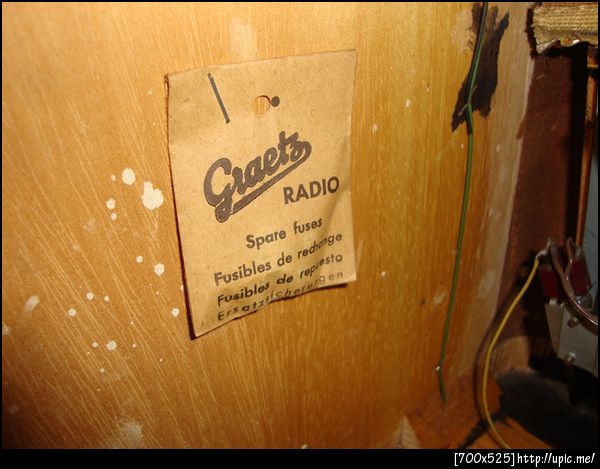 Graetz
RADIO
Spare fuses
Fusibles de rechange
Fusibles de repuesto
Ersatzsicherungen
[700x525]http://upic.me/